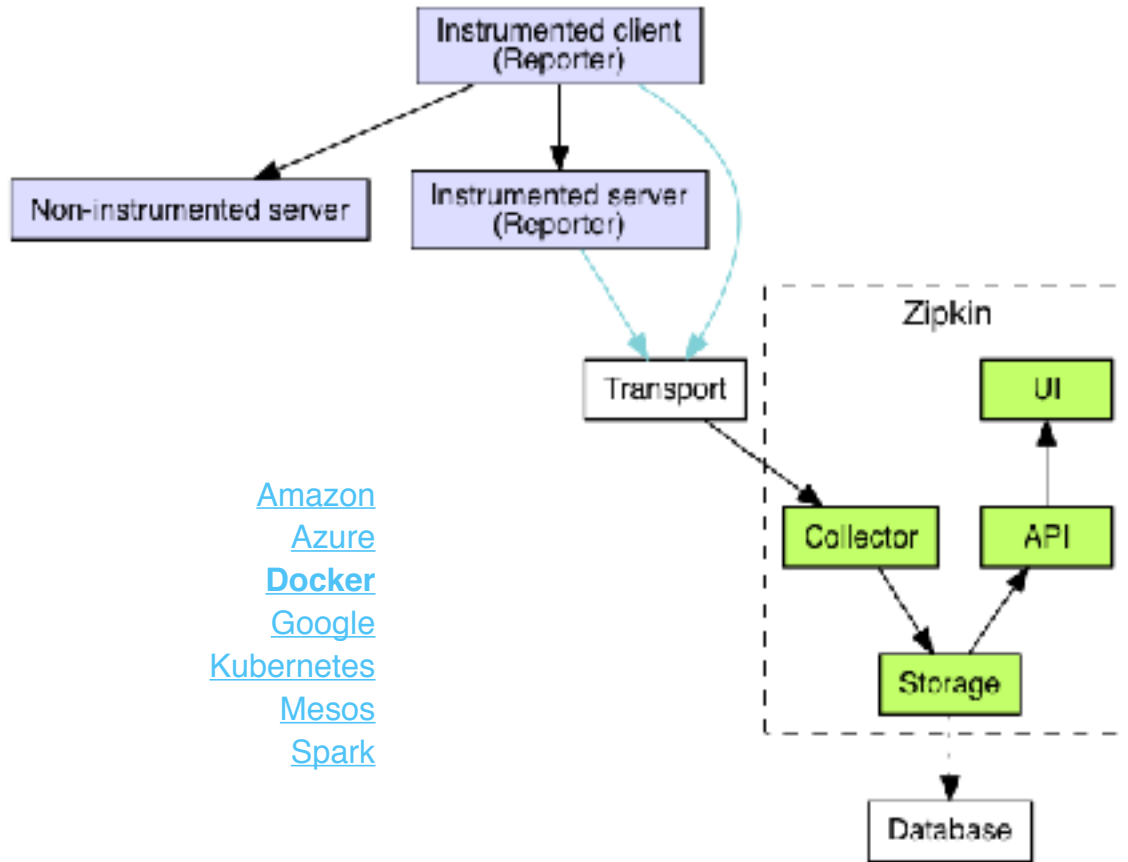 Instrumented client
(Reporter)
Non-instrumented server
Instrumented server
(Reporter)
Zipkin
Transport
UI
Amazon
Azure
Docker
Google
Kubernetes
Mesos
Spark
Collector
API
Storage
Database